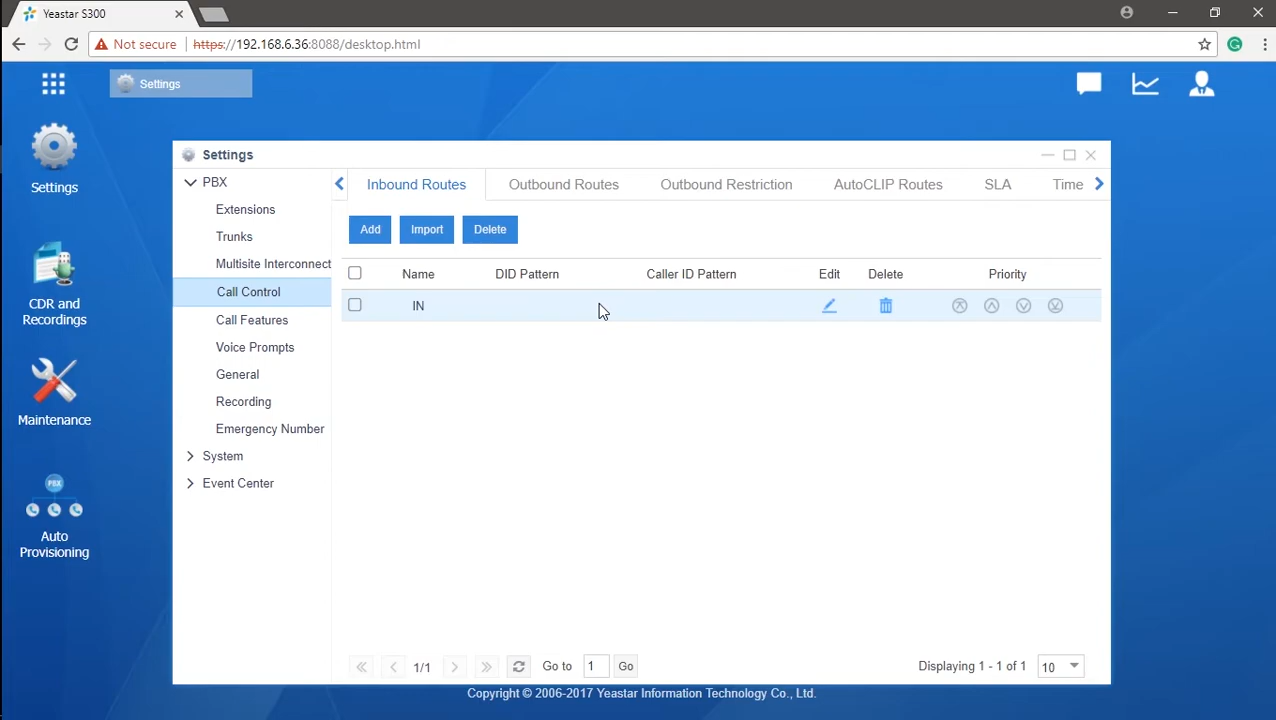 Yeastar S300
Not secure https://192.168.6.36:8088/desktop.html
Settings
Settings
CDR and
Recordings
Maintenance
PBX
Auto
Provisioning
Settings
PBX
Extensions
Trunks
Multisite Interconnect
Call Control
Call Features
Voice Prompts
General
Recording
Emergency Number
System
Event Center
Inbound Routes Outbound Routes Outbound Restriction AutoCLIP Routes SLA Time
Add Import Delete
Name DID Pattern Caller ID Pattern Edit Delete Priority
IN
1/1 Go to 1 Go Displaying 1 - 1 of 1 10
Copyright © 2006-2017 Yeastar Information Technology Co., Ltd.